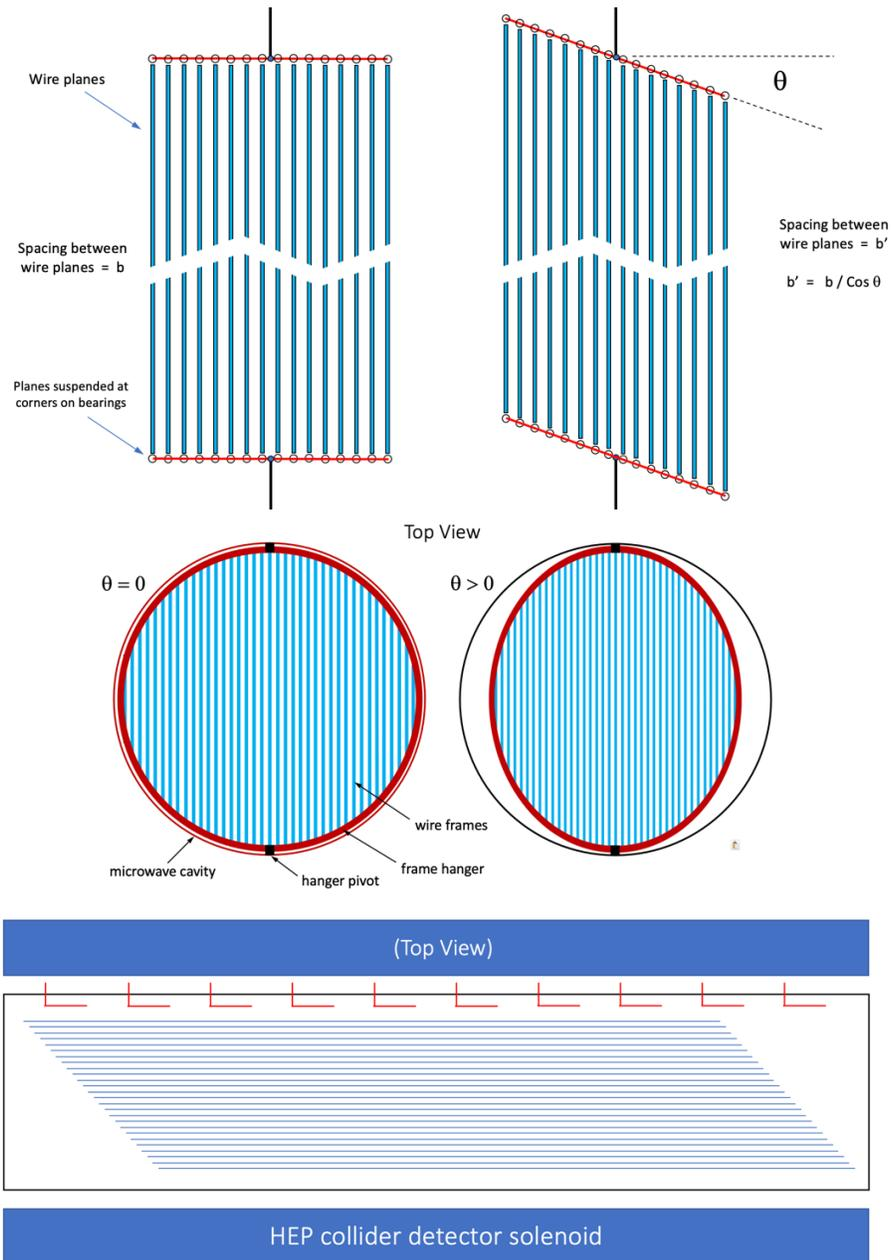 Wire planes
θ
Spacing between
wire planes = b
Spacing between
wire planes = b’
b’ = b / Cos θ
Planes suspended at
corners on bearings
Top View
θ = 0
θ > 0
wire frames
frame hanger
microwave cavity
hanger pivot
(Top View)
HEP collider detector solenoid